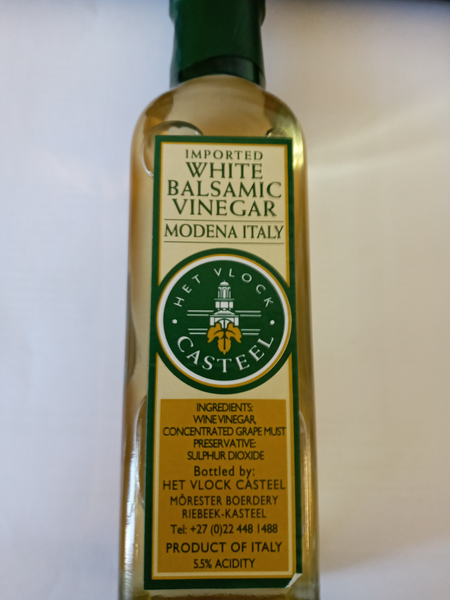 IMPORTED
WHITE
BALSAMIC
VINEGAR
MODENA ITALY
HET VLOCK
CASTEEL
INGREDIENTS:
WINE VINEGAR,
CONCENTRATED GRAPE MUST
PRESERVATIVE:
SULPHUR DIOXIDE
Bottled by:
HET VLOCK CASTEEL
MÔRESTER BOERDERY
RIEBEEK-KASTEEL
Tel: +27 (0)22 448 1488
PRODUCT OF ITALY
5.5% ACIDITY